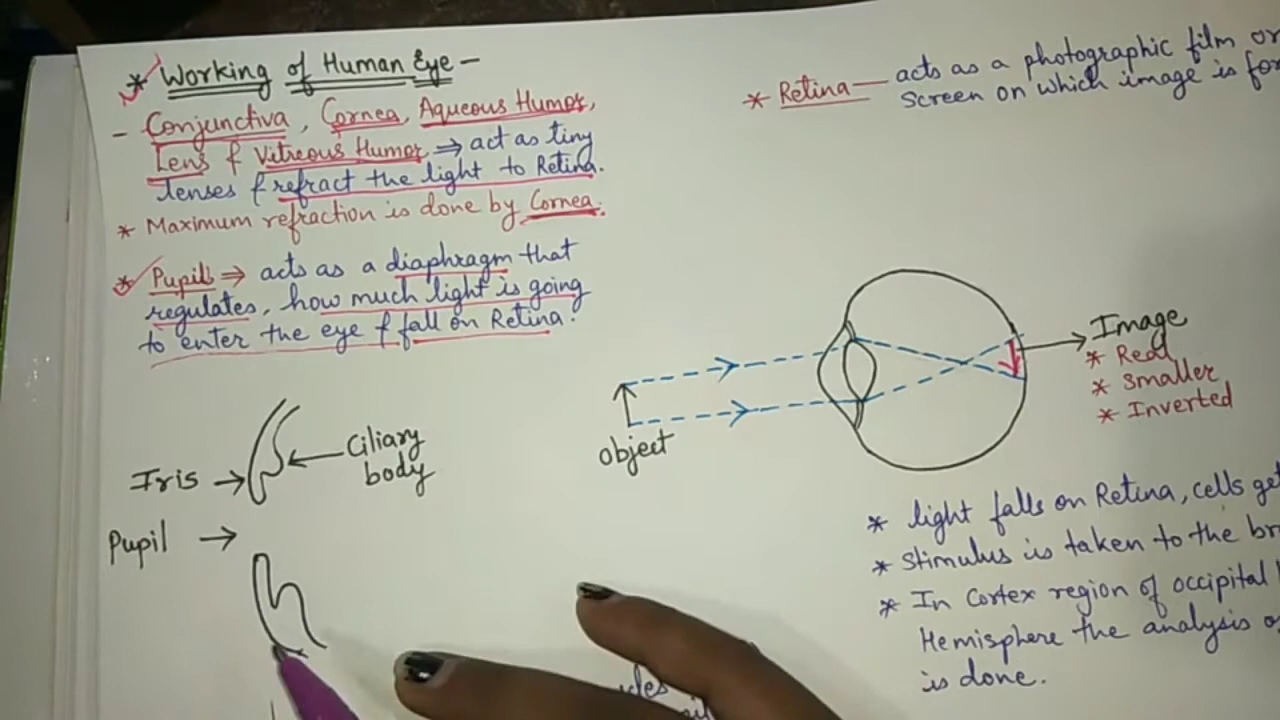 * Working of Human Eye -
- Conjunctiva, Cornea, Aqueous Humor,
Lens & Vitreous Humor ⇒ act as tiny
lenses & refract the light to Retina.
* Maximum refraction is done by Cornea.
* Pupil ⇒ acts as a diaphragm that
regulates, how much light is going
to enter the eye & fall on Retina.
Iris →
Ciliary
body
Pupil →
* Retina — acts as a photographic film or
screen on which image is
object
Image
* Real
* Smaller
* Inverted
* light falls on Retina, cells
* Stimulus is taken to the
* In Cortex region of occipital
Hemisphere the analysis
is done.